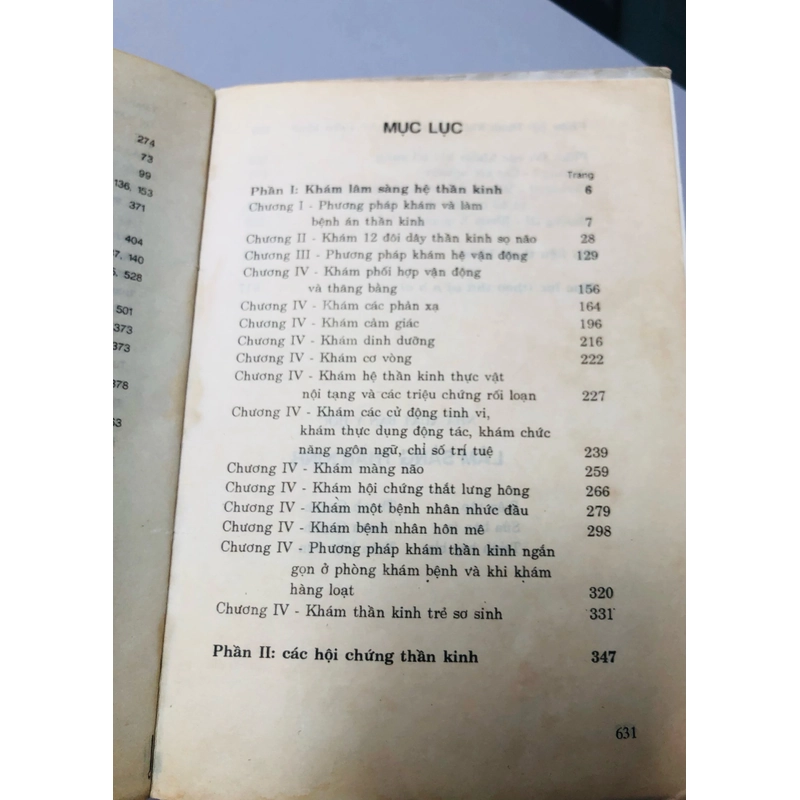 274
73
99
136, 153
371
404
17, 140
5, 528
501
373
373
378
63
MỤC LỤC
Trang
Phần I: Khám lâm sàng hệ thần kinh 6
Chương I - Phương pháp khám và làm
bệnh án thần kinh 7
Chương II - Khám 12 đôi dây thần kinh sọ não 28
Chương III - Phương pháp khám hệ vận động 129
Chương IV - Khám phối hợp vận động
và thăng bằng 156
Chương IV - Khám các phản xạ 164
Chương IV - Khám cảm giác 196
Chương IV - Khám dinh dưỡng 216
Chương IV - Khám cơ vòng 222
Chương IV - Khám hệ thần kinh thực vật
nội tạng và các triệu chứng rối loạn 227
Chương IV - Khám các cử động tinh vi,
khám thực dụng động tác, khám chức
năng ngôn ngữ, chỉ số trí tuệ 239
Chương IV - Khám màng não 259
Chương IV - Khám hội chứng thắt lưng hông 266
Chương IV - Khám một bệnh nhân nhức đầu 279
Chương IV - Khám bệnh nhân hôn mê 298
Chương IV - Phương pháp khám thần kinh ngắn
gọn ở phòng khám bệnh và khi khám
hàng loạt 320
Chương IV - Khám thần kinh trẻ sơ sinh 331
Phần II: các hội chứng thần kinh 347
631